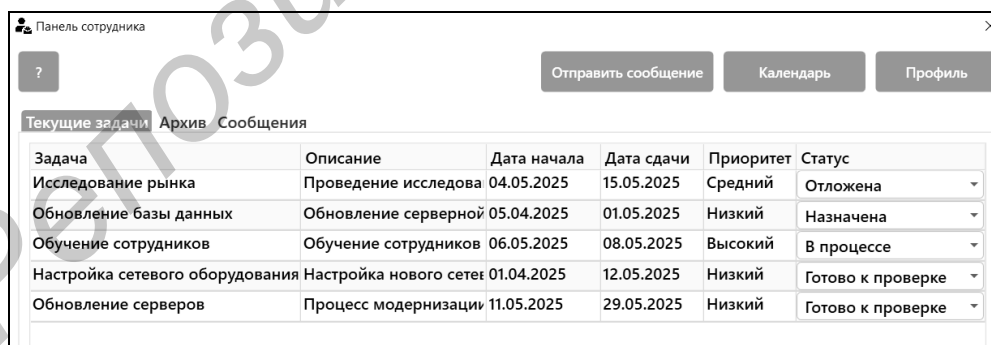 Панель сотрудника
? Отправить сообщение Календарь Профиль
Текущие задачи Архив Сообщения
Задача Описание Дата начала Дата сдачи Приоритет Статус
Исследование рынка Проведение исследова 04.05.2025 15.05.2025 Средний Отложена
Обновление базы данных Обновление серверной 05.04.2025 01.05.2025 Низкий Назначена
Обучение сотрудников Обучение сотрудников 06.05.2025 08.05.2025 Высокий В процессе
Настройка сетевого оборудования Настройка нового сетев 01.04.2025 12.05.2025 Низкий Готово к проверке
Обновление серверов Процесс модернизации 11.05.2025 29.05.2025 Низкий Готово к проверке
Репози